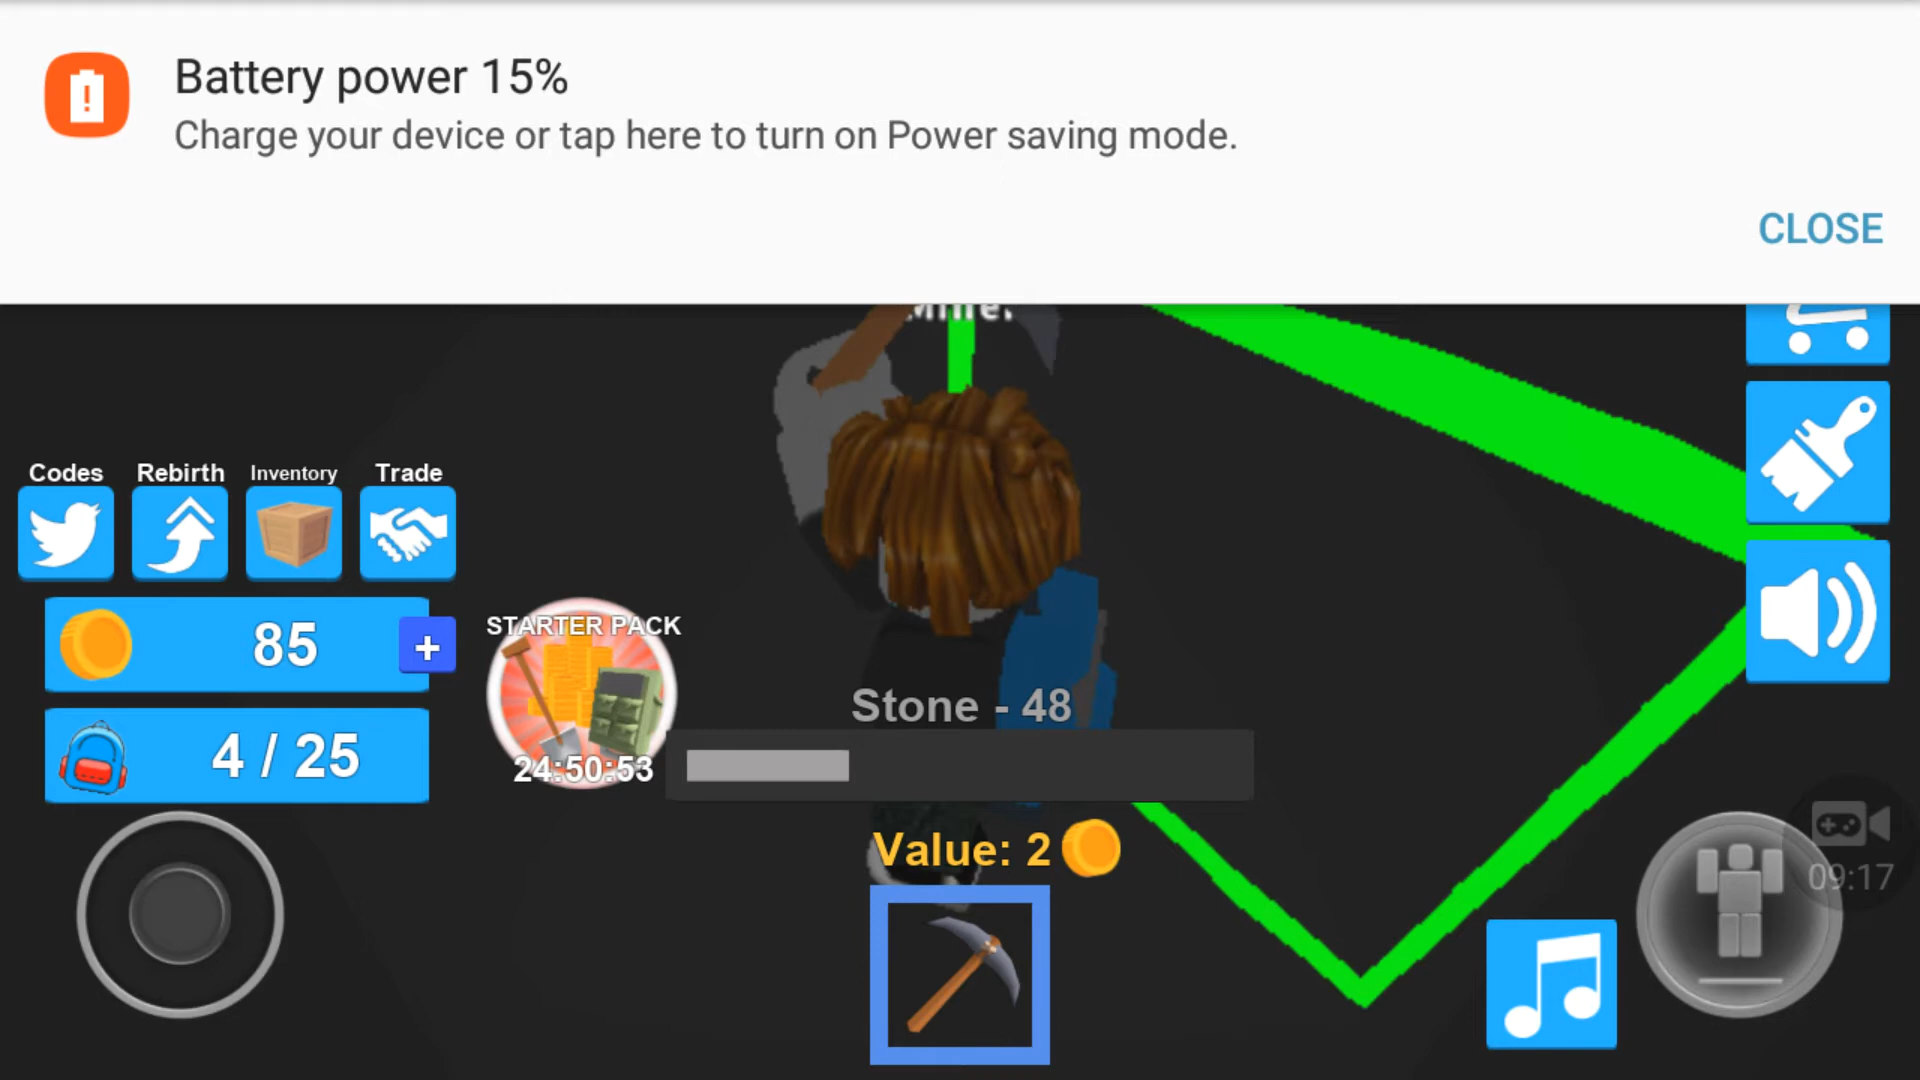 Battery power 15%
Charge your device or tap here to turn on Power saving mode.
CLOSE
Mine!
Codes
Rebirth
Inventory
Trade
85
+
STARTER PACK
24:50:53
4 / 25
Stone - 48
Value: 2
09:17